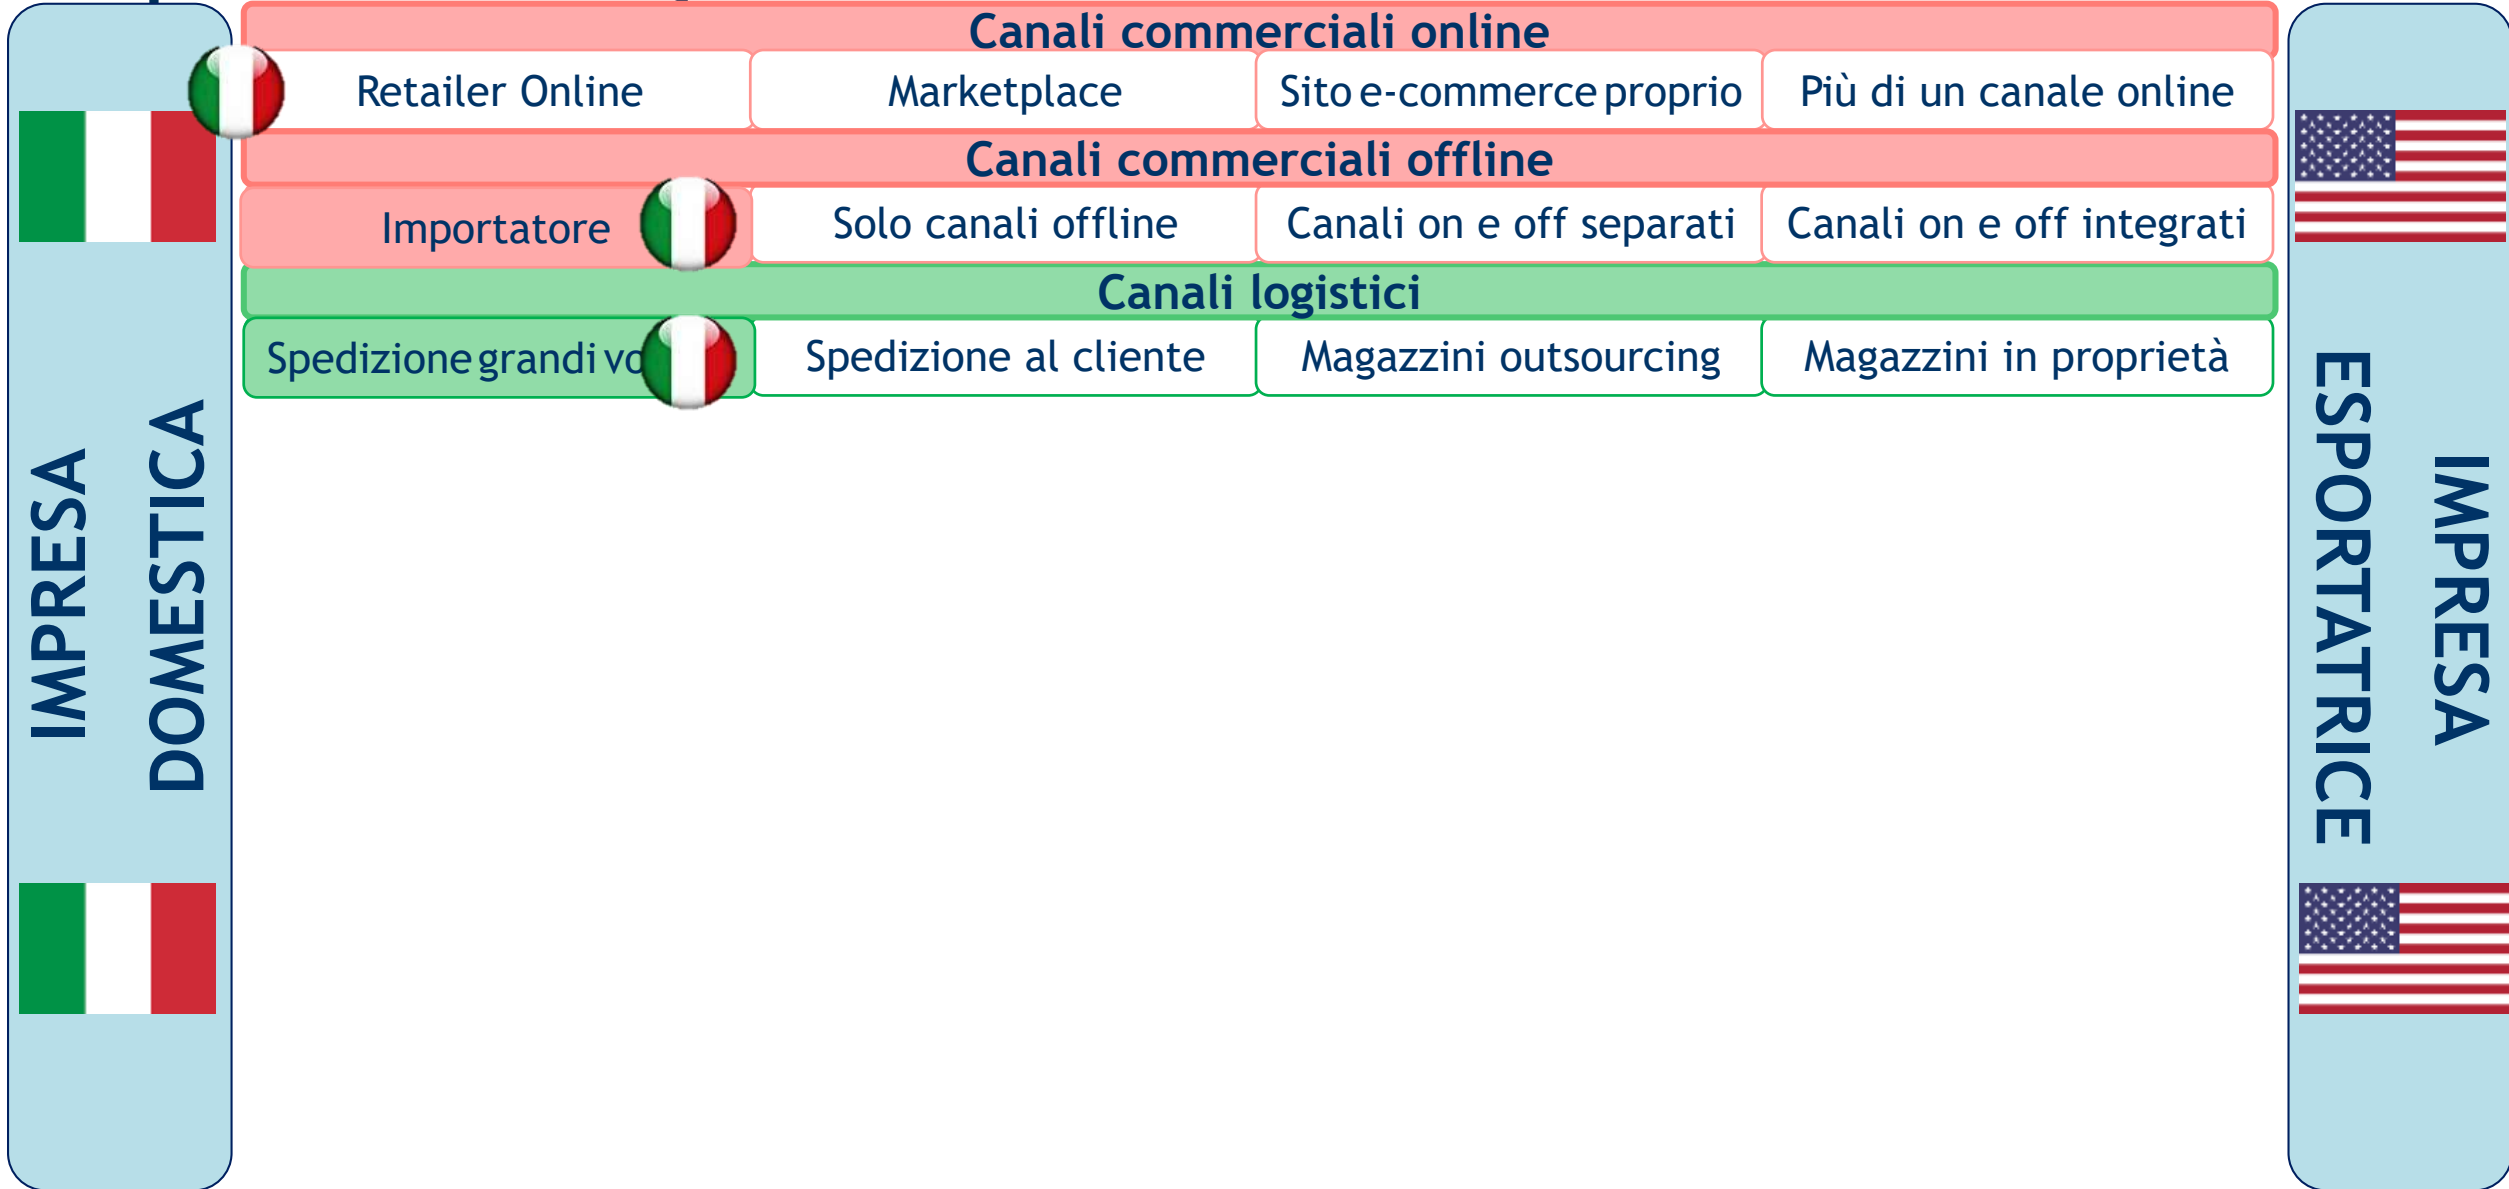 Canali commerciali online
Retailer Online
Marketplace
Sito e-commerce proprio
Più di un canale online
Canali commerciali offline
Importatore
Solo canali offline
Canali on e off separati
Canali on e off integrati
Canali logistici
Spedizione grandi
Spedizione al cliente
Magazzini outsourcing
Magazzini in proprietà
IMPRESA
DOMESTICA
IMPRESA
ESPORTATRICE